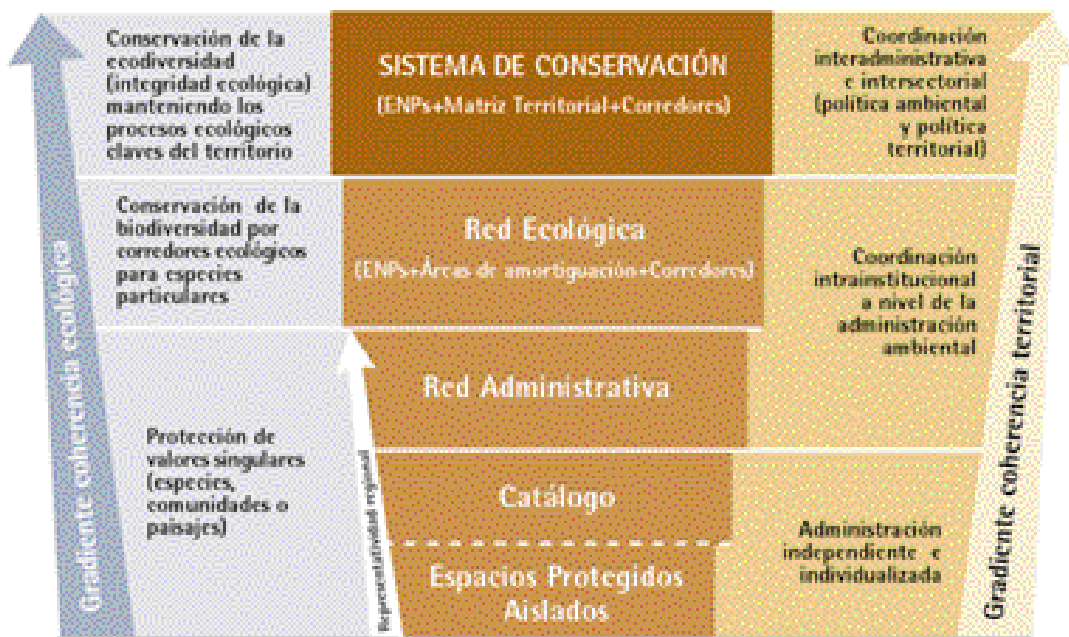 Conservación de la
ecodiversidad
(integridad ecológica)
manteniendo los
procesos ecológicos
claves del territorio
SISTEMA DE CONSERVACIÓN
(ENPs+Matriz Territorial+Corredores)
Coordinación
interadministrativa
e intersectorial
(política ambiental
y política
territorial)
Conservación de la
biodiversidad por
corredores ecológicos
para especies
particulares
Red Ecológica
(ENPs+Áreas de amortiguación+Corredores)
Coordinación
intrainstitucional
a nivel de la
administración
ambiental
Red Administrativa
Protección de
valores singulares
(especies,
comunidades o
paisajes)
Catálogo
Espacios Protegidos
Aislados
Administración
independiente e
individualizada
Gradiente coherencia ecológica
Representatividad regional
Gradiente coherencia territorial